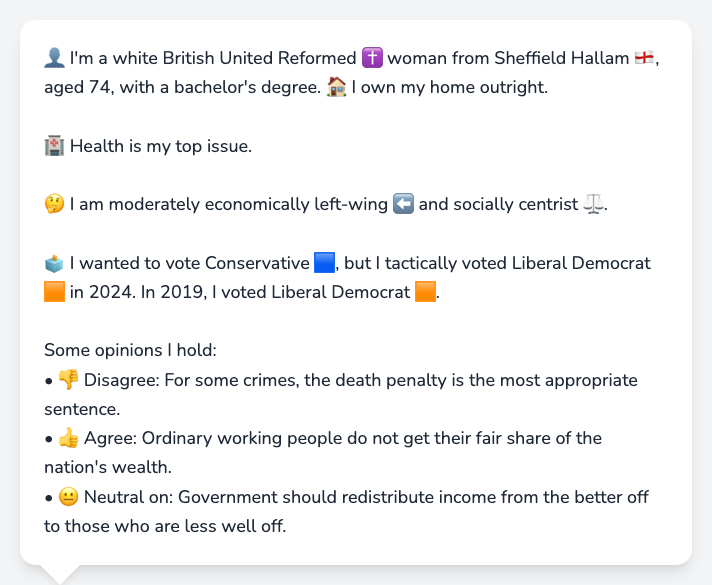 👤 I'm a white British United Reformed ✝️ woman from Sheffield Hallam 🏴󠁧󠁢󠁥󠁮󠁧󠁿,
aged 74, with a bachelor's degree. 🏠 I own my home outright.
🏥 Health is my top issue.
🤔 I am moderately economically left-wing ⬅️ and socially centrist ⚖️.
🗳️ I wanted to vote Conservative 🟦, but I tactically voted Liberal Democrat
🟧 in 2024. In 2019, I voted Liberal Democrat 🟧.
Some opinions I hold:
• 👎 Disagree: For some crimes, the death penalty is the most appropriate
sentence.
• 👍 Agree: Ordinary working people do not get their fair share of the
nation's wealth.
• 😐 Neutral on: Government should redistribute income from the better off
to those who are less well off.